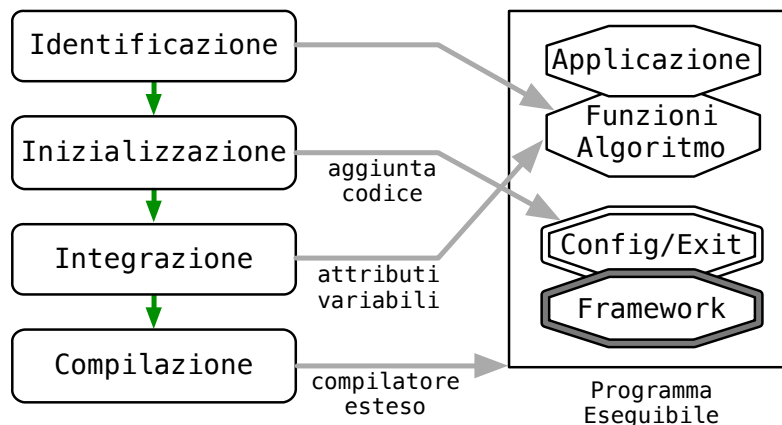 Identificazione
Inizializzazione
Integrazione
Compilazione
aggiunta
codice
attributi
variabili
compilatore
esteso
Applicazione
Funzioni
Algoritmo
Config/Exit
Framework
Programma
Eseguibile